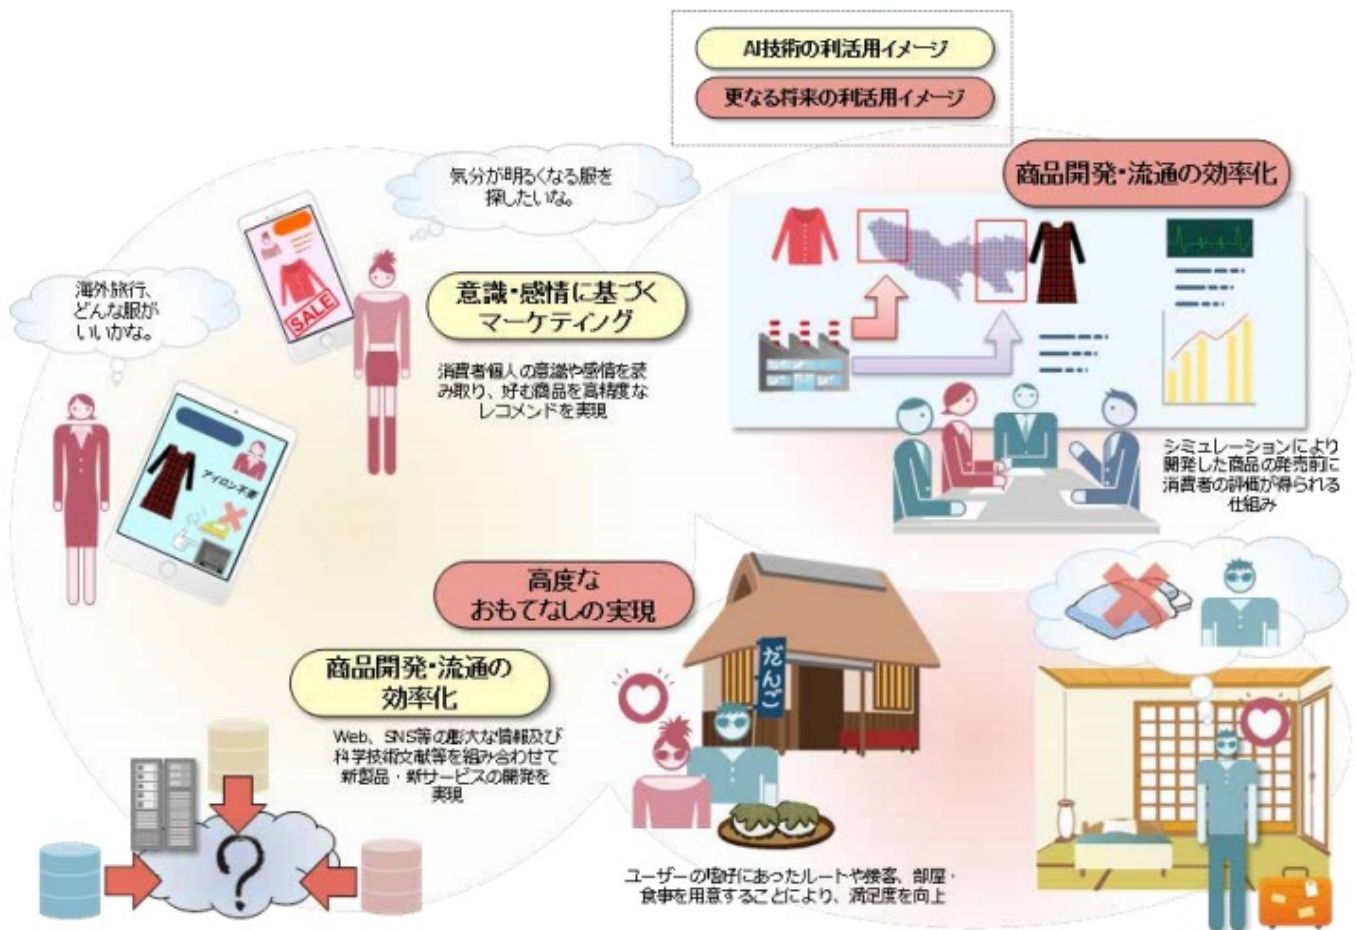 AI技術の利活用イメージ
更なる将来の利活用イメージ
気分が明るくなる服を
探したいな。
海外旅行、
どんな服が
いいかな。
SALE
アイロン不要
意識・感情に基づく
マーケティング
消費者個人の意識や感情を読
み取り、好む商品を高精度な
レコメンドを実現
商品開発・流通の効率化
シミュレーションにより
開発した商品の発売前に
消費者の評価が得られる
仕組み
高度な
おもてなしの実現
だんご
ユーザーの嗜好にあったルートや接客、部屋・
食事を用意することにより、満足度を向上
商品開発・流通の
効率化
Web、SNS等の膨大な情報及び
科学技術文献等を組み合わせて
新製品・新サービスの開発を
実現
?